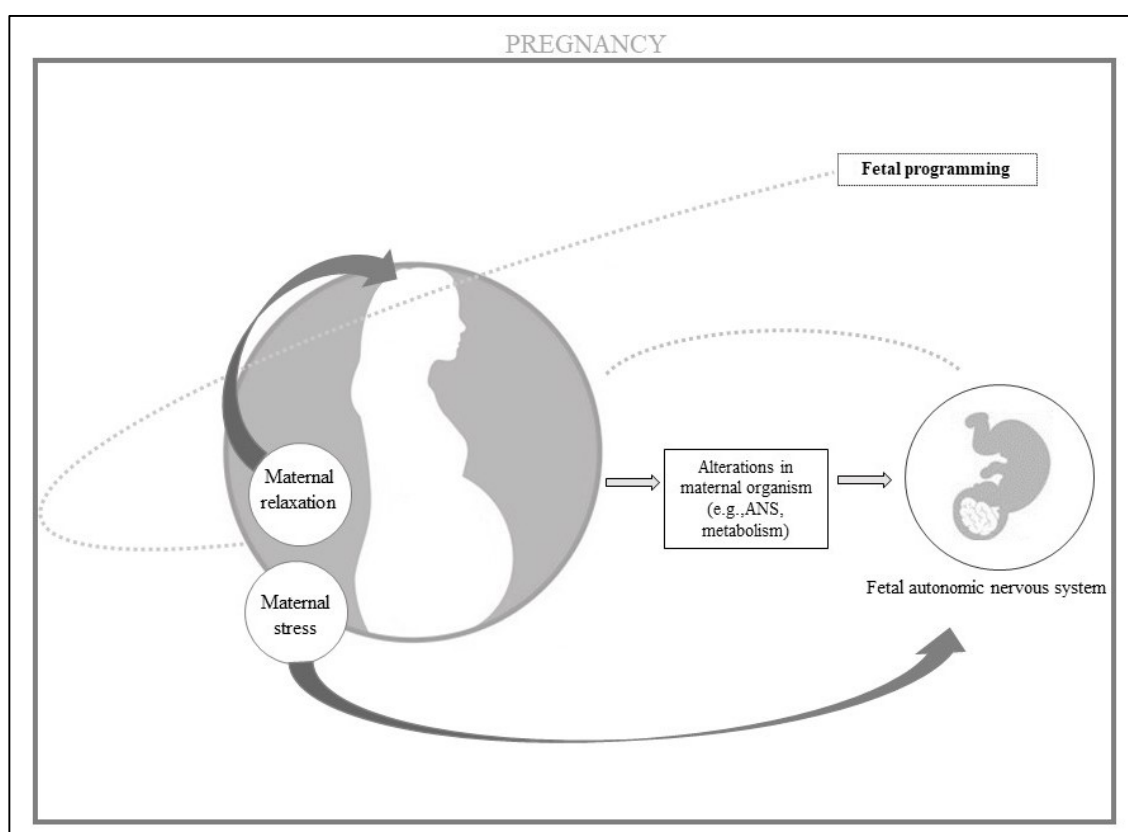 PREGNANCY
Fetal programming
Maternal
relaxation
Maternal
stress
Alterations in
maternal organism
(e.g.,ANS,
metabolism)
Fetal autonomic nervous system